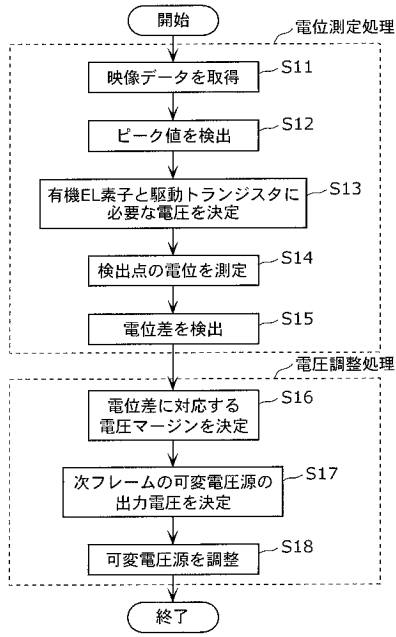 開始
電位測定処理
映像データを取得
S11
ピーク値を検出
S12
有機EL素子と駆動トランジスタに
必要な電圧を決定
S13
検出点の電位を測定
S14
電位差を検出
S15
電圧調整処理
電位差に対応する
電圧マージンを決定
S16
次フレームの可変電圧源の
出力電圧を決定
S17
可変電圧源を調整
S18
終了